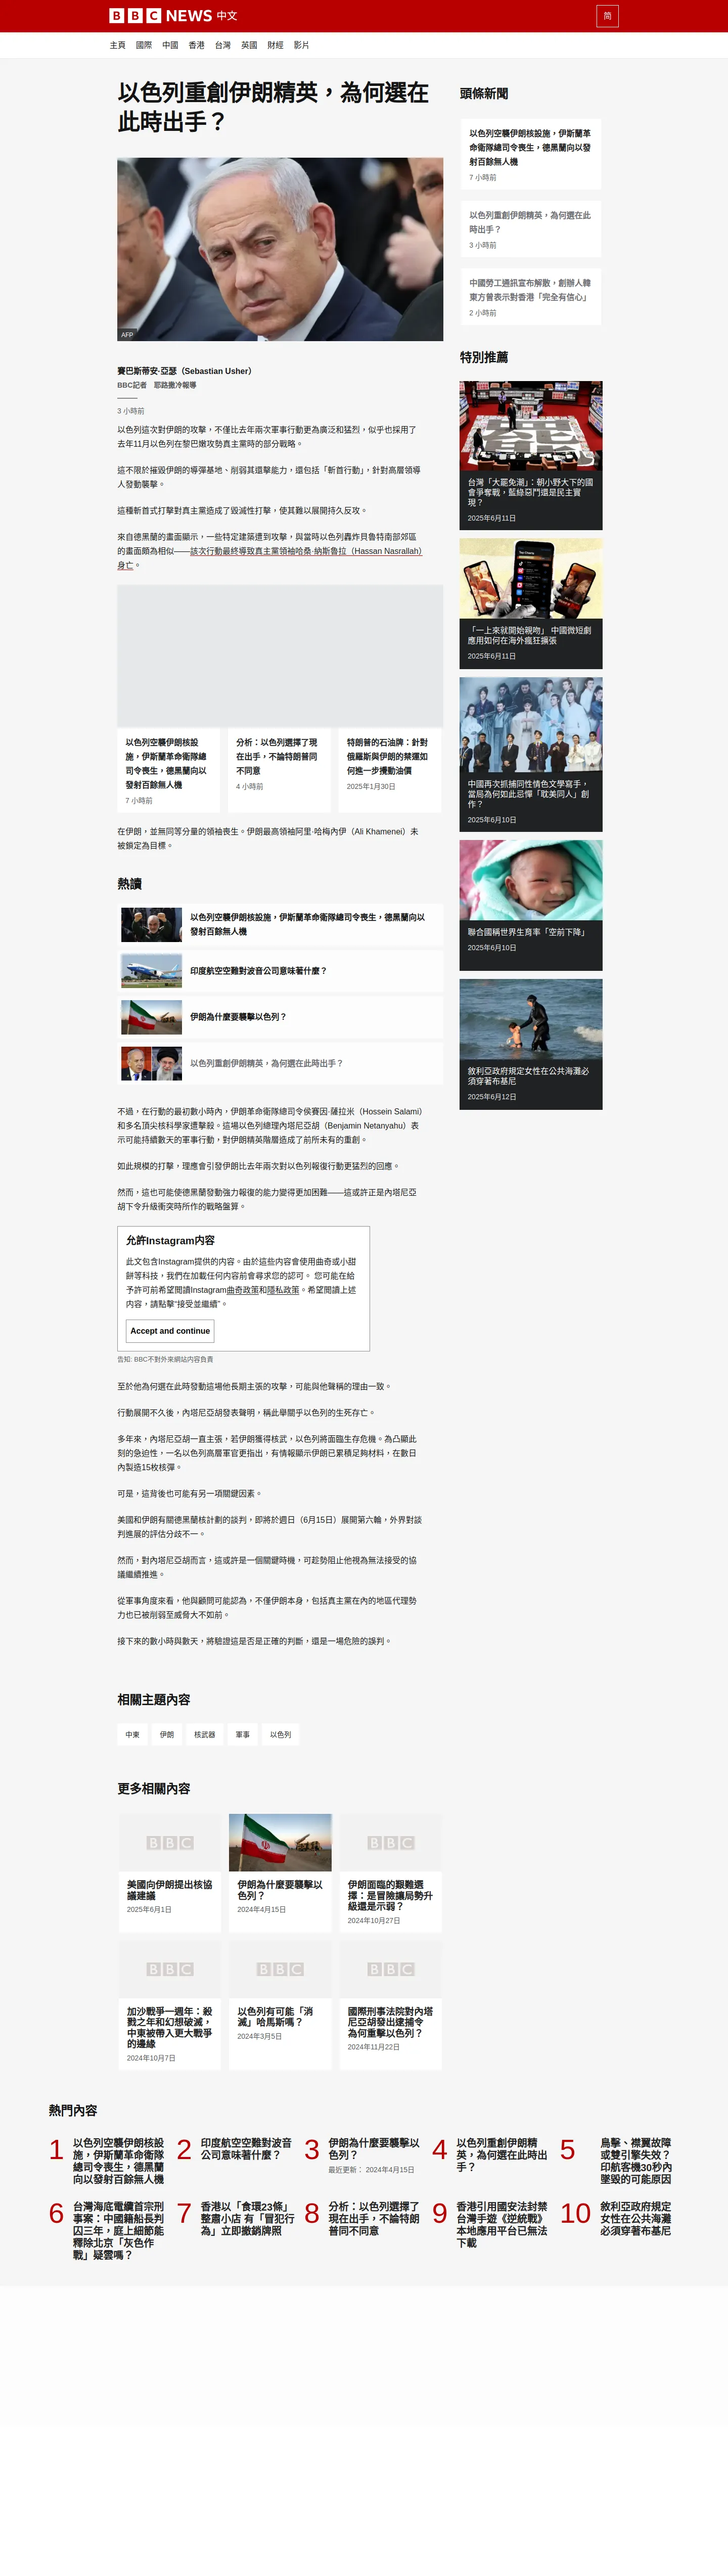 BBC NEWS 中文
简
主頁 國際 中國 香港 台灣 英國 財經 影片
以色列重創伊朗精英，為何選在
此時出手？
AFP
賽巴斯蒂安·亞瑟（Sebastian Usher）
BBC記者 耶路撒冷報導
3 小時前
以色列這次對伊朗的攻擊，不僅比去年兩次軍事行動更為廣泛和猛烈，似乎也採用了
去年11月以色列在黎巴嫩攻勢真主黨時的部分戰略。
這不限於摧毀伊朗的導彈基地、削弱其還擊能力，還包括「斬首行動」，針對高層領導
人發動襲擊。
這種斬首式打擊對真主黨造成了毀滅性打擊，使其難以展開持久反攻。
來自德黑蘭的畫面顯示，一些特定建築遭到攻擊，與當時以色列轟炸貝魯特南部郊區
的畫面頗為相似——該次行動最終導致真主黨領袖哈桑·納斯魯拉（Hassan Nasrallah）
身亡。
以色列空襲伊朗核設
施，伊斯蘭革命衛隊總
司令喪生，德黑蘭向以
發射百餘無人機
7 小時前
分析：以色列選擇了現
在出手，不論特朗普同
不同意
4 小時前
特朗普的石油牌：針對
俄羅斯與伊朗的禁運如
何進一步攪動油價
2025年1月30日
在伊朗，並無同等分量的領袖喪生。伊朗最高領袖阿里·哈梅內伊（Ali Khamenei）未
被鎖定為目標。
熱讀
以色列空襲伊朗核設施，伊斯蘭革命衛隊總司令喪生，德黑蘭向以
發射百餘無人機
印度航空空難對波音公司意味著什麼？
伊朗為什麼要襲擊以色列？
以色列重創伊朗精英，為何選在此時出手？
不過，在行動的最初數小時內，伊朗革命衛隊總司令侯賽因·薩拉米（Hossein Salami）
和多名頂尖核科學家遭擊殺。這場以色列總理內塔尼亞胡（Benjamin Netanyahu）表
示可能持續數天的軍事行動，對伊朗精英階層造成了前所未有的重創。
如此規模的打擊，理應會引發伊朗比去年兩次對以色列報復行動更猛烈的回應。
然而，這也可能使德黑蘭發動強力報復的能力變得更加困難——這或許正是內塔尼亞
胡下令升級衝突時所作的戰略盤算。
允許Instagram內容
此文包含Instagram提供的內容。由於這些內容會使用曲奇或小甜
餅等科技，我們在加載任何內容前會尋求您的認可。 您可能在給
予許可前希望閱讀Instagram曲奇政策和隱私政策。希望閱讀上述
內容，請點擊"接受並繼續"。
Accept and continue
告知: BBC不對外來網站內容負責
至於他為何選在此時發動這場他長期主張的攻擊，可能與他聲稱的理由一致。
行動展開不久後，內塔尼亞胡發表聲明，稱此舉關乎以色列的生死存亡。
多年來，內塔尼亞胡一直主張，若伊朗獲得核武，以色列將面臨生存危機。為凸顯此
刻的急迫性，一名以色列高層軍官更指出，有情報顯示伊朗已累積足夠材料，在數日
內製造15枚核彈。
可是，這背後也可能有另一項關鍵因素。
美國和伊朗有關德黑蘭核計劃的談判，即將於週日（6月15日）展開第六輪，外界對談
判進展的評估分歧不一。
然而，對內塔尼亞胡而言，這或許是一個關鍵時機，可趁勢阻止他視為無法接受的協
議繼續推進。
從軍事角度來看，他與顧問可能認為，不僅伊朗本身，包括真主黨在內的地區代理勢
力也已被削弱至威脅大不如前。
接下來的數小時與數天，將驗證這是否是正確的判斷，還是一場危險的誤判。
相關主題內容
中東 伊朗 核武器 軍事 以色列
更多相關內容
美國向伊朗提出核協
議建議
2025年6月1日
伊朗為什麼要襲擊以
色列？
2024年4月15日
伊朗面臨的艱難選
擇：是冒險讓局勢升
級還是示弱？
2024年10月27日
加沙戰爭一週年：殺
戮之年和幻想破滅，
中東被帶入更大戰爭
的邊緣
2024年10月7日
以色列有可能「消
滅」哈馬斯嗎？
2024年3月5日
國際刑事法院對內塔
尼亞胡發出逮捕令
為何重擊以色列？
2024年11月22日
頭條新聞
以色列空襲伊朗核設施，伊斯蘭革
命衛隊總司令喪生，德黑蘭向以發
射百餘無人機
7 小時前
以色列重創伊朗精英，為何選在此
時出手？
3 小時前
中國勞工通訊宣布解散，創辦人韓
東方曾表示對香港「完全有信心」
2 小時前
特別推薦
台灣「大罷免潮」：朝小野大下的國
會爭奪戰，藍綠惡鬥還是民主實
現？
2025年6月11日
「一上來就開始親吻」 中國微短劇
應用如何在海外瘋狂擴張
2025年6月11日
中國再次抓捕同性情色文學寫手，
當局為何如此忌憚「耽美同人」創
作？
2025年6月10日
聯合國稱世界生育率「空前下降」
2025年6月10日
敘利亞政府規定女性在公共海灘必
須穿著布基尼
2025年6月12日
熱門內容
1 以色列空襲伊朗核設
施，伊斯蘭革命衛隊
總司令喪生，德黑蘭
向以發射百餘無人機
2 印度航空空難對波音
公司意味著什麼？
3 伊朗為什麼要襲擊以
色列？
最近更新： 2024年4月15日
4 以色列重創伊朗精
英，為何選在此時出
手？
5 鳥擊、襟翼故障
或雙引擎失效？
印航客機30秒內
墜毀的可能原因
6 台灣海底電纜首宗刑
事案：中國籍船長判
囚三年，庭上細節能
釋除北京「灰色作
戰」疑雲嗎？
7 香港以「食環23條」
整肅小店 有「冒犯行
為」立即撤銷牌照
8 分析：以色列選擇了
現在出手，不論特朗
普同不同意
9 香港引用國安法封禁
台灣手遊《逆統戰》
本地應用平台已無法
下載
10 敘利亞政府規定
女性在公共海灘
必須穿著布基尼